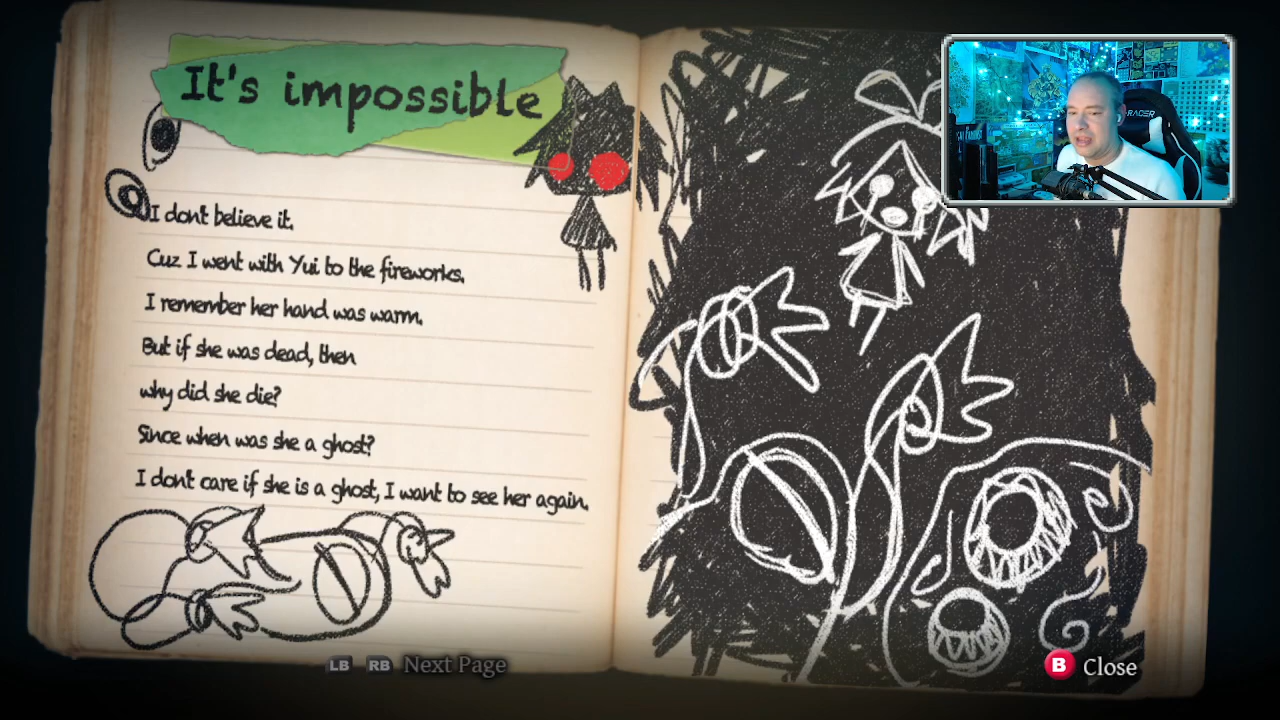 It's impossible
I don't believe it.
Cuz I went with Yui to the fireworks.
I remember her hand was warm.
But if she was dead, then
why did she die?
Since when was she a ghost?
I don't care if she is a ghost, I want to see her again.
LB RB Next Page
B Close